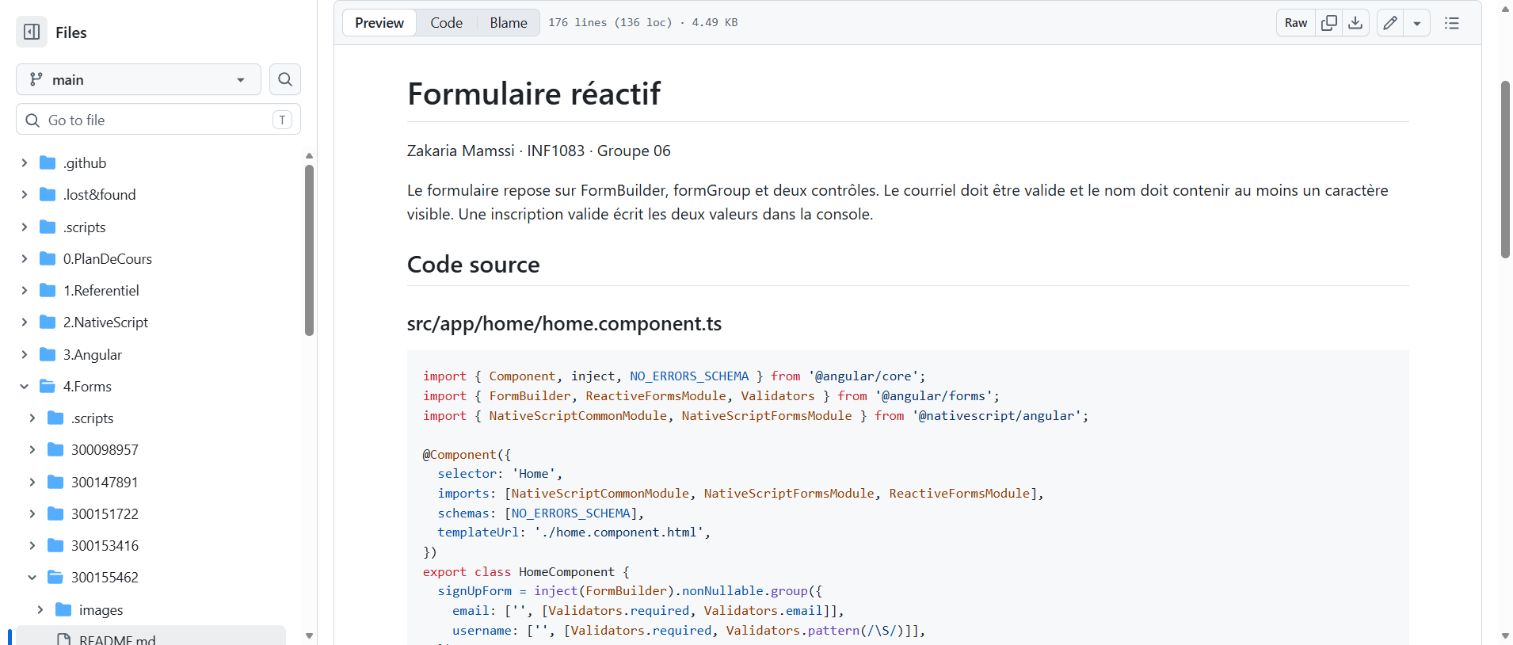 Files
main
Go to file
T
.github
.lost&found
.scripts
0.PlanDeCours
1.Referentiel
2.NativeScript
3.Angular
4.Forms
.scripts
300098957
300147891
300151722
300153416
300155462
images
README.md
Preview Code Blame 176 lines (136 loc) · 4.49 KB Raw
Formulaire réactif
Zakaria Mamssi · INF1083 · Groupe 06
Le formulaire repose sur FormBuilder, formGroup et deux contrôles. Le courriel doit être valide et le nom doit contenir au moins un caractère
visible. Une inscription valide écrit les deux valeurs dans la console.
Code source
src/app/home/home.component.ts
import { Component, inject, NO_ERRORS_SCHEMA } from '@angular/core';
import { FormBuilder, ReactiveFormsModule, Validators } from '@angular/forms';
import { NativeScriptCommonModule, NativeScriptFormsModule } from '@nativescript/angular';
@Component({
selector: 'Home',
imports: [NativeScriptCommonModule, NativeScriptFormsModule, ReactiveFormsModule],
schemas: [NO_ERRORS_SCHEMA],
templateUrl: './home.component.html',
})
export class HomeComponent {
signUpForm = inject(FormBuilder).nonNullable.group({
email: ['', [Validators.required, Validators.email]],
username: ['', [Validators.required, Validators.pattern(/\S/)]],